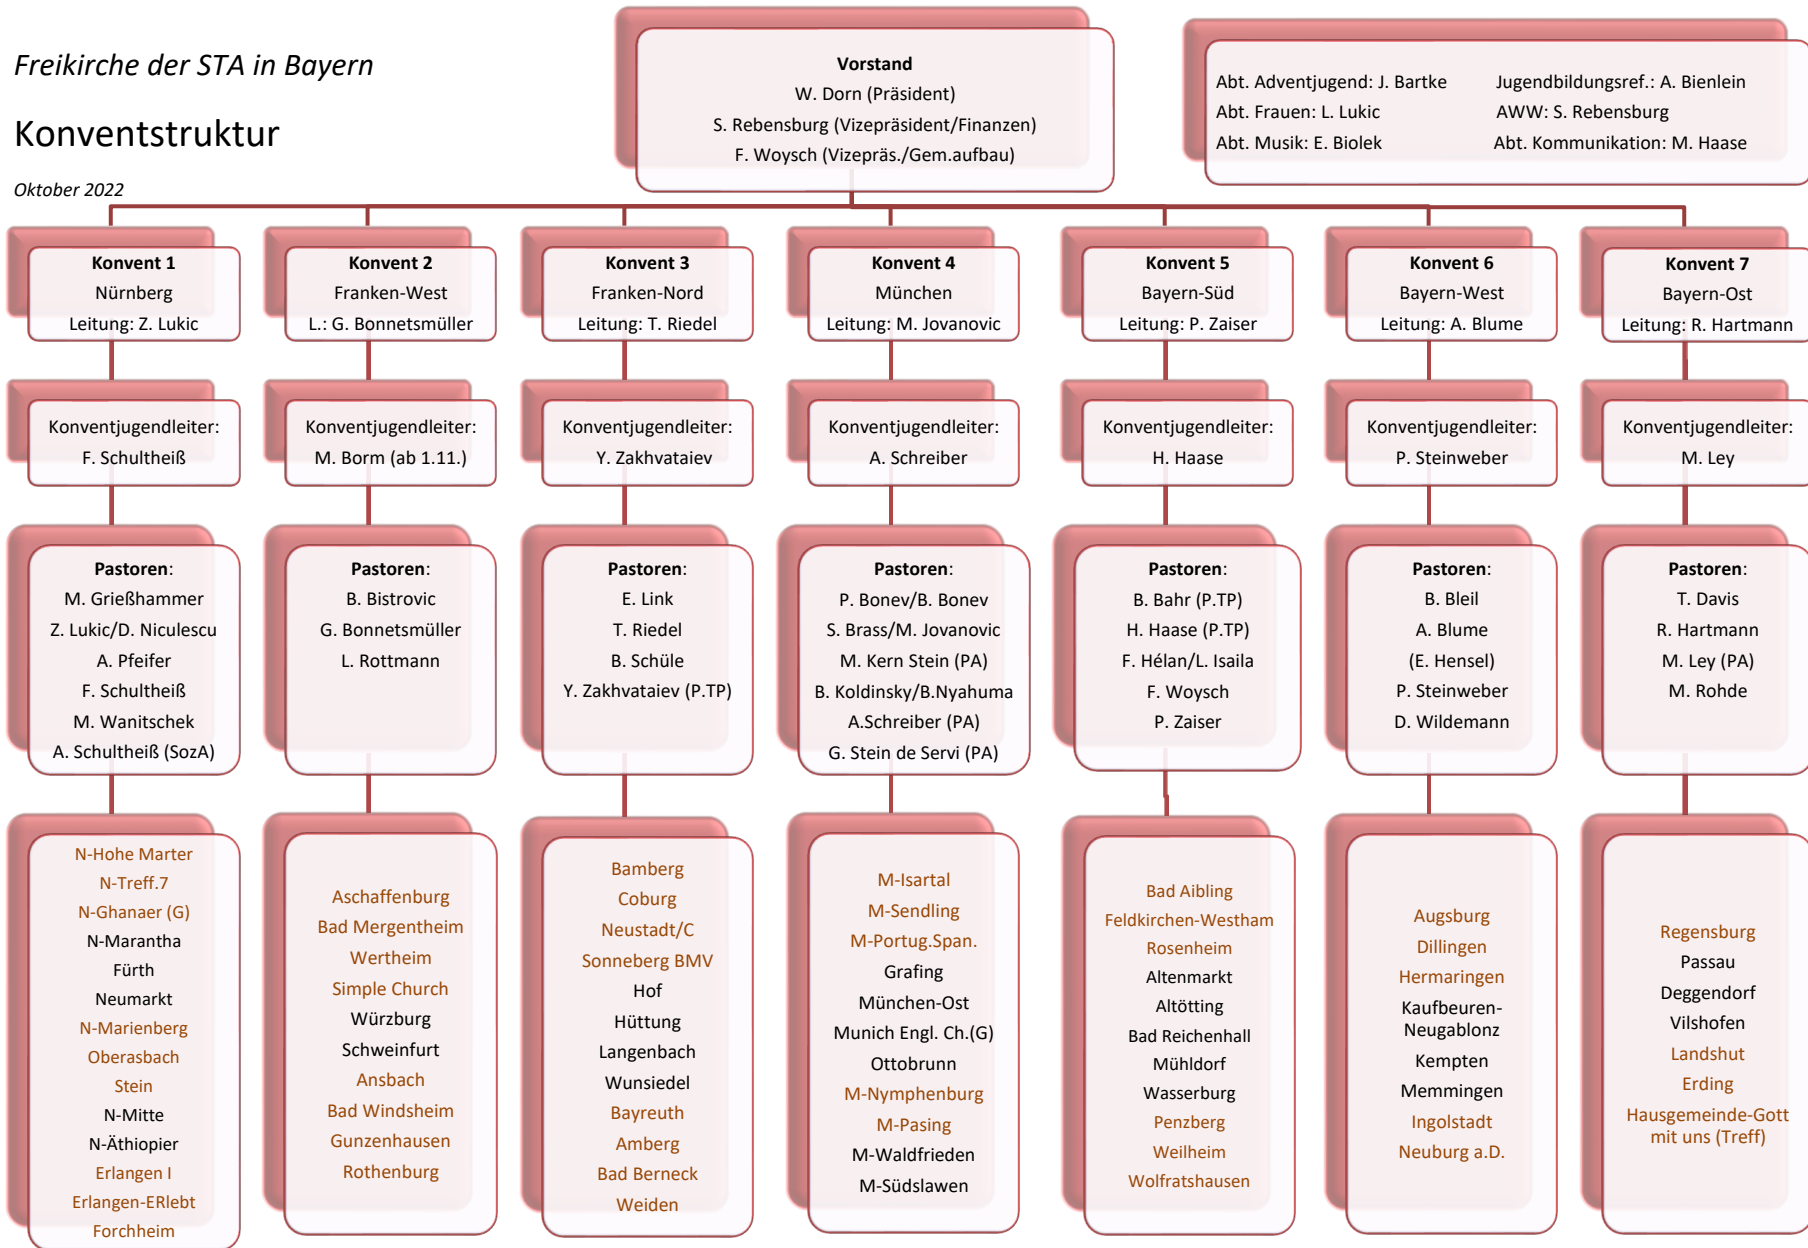 Freikirche der STA in Bayern
Konventstruktur
Oktober 2022
Vorstand
W. Dorn (Präsident)
S. Rebensburg (Vizepräsident/Finanzen)
F. Woysch (Vizepräs./Gem.aufbau)
Abt. Adventjugend: J. Bartke Jugendbildungsref.: A. Bienlein
Abt. Frauen: L. Lukic AWW: S. Rebensburg
Abt. Musik: E. Biolek Abt. Kommunikation: M. Haase
Konvent 1
Nürnberg
Leitung: Z. Lukic
Konventjugendleiter:
F. Schultheiß
Pastoren:
M. Grießhammer
Z. Lukic/D. Niculescu
A. Pfeifer
F. Schultheiß
M. Wanitschek
A. Schultheiß (SozA)
N-Hohe Marter
N-Treff.7
N-Ghanaer (G)
N-Marantha
Fürth
Neumarkt
N-Marienberg
Oberasbach
Stein
N-Mitte
N-Äthiopier
Erlangen I
Erlangen-ERlebt
Forchheim
Konvent 2
Franken-West
L.: G. Bonnetsmüller
Konventjugendleiter:
M. Borm (ab 1.11.)
Pastoren:
B. Bistrovic
G. Bonnetsmüller
L. Rottmann
Aschaffenburg
Bad Mergentheim
Wertheim
Simple Church
Würzburg
Schweinfurt
Ansbach
Bad Windsheim
Gunzenhausen
Rothenburg
Konvent 3
Franken-Nord
Leitung: T. Riedel
Konventjugendleiter:
Y. Zakhvataiev
Pastoren:
E. Link
T. Riedel
B. Schüle
Y. Zakhvataiev (P.TP)
Bamberg
Coburg
Neustadt/C
Sonneberg BMV
Hof
Hüttung
Langenbach
Wunsiedel
Bayreuth
Amberg
Bad Berneck
Weiden
Konvent 4
München
Leitung: M. Jovanovic
Konventjugendleiter:
A. Schreiber
Pastoren:
P. Bonev/B. Bonev
S. Brass/M. Jovanovic
M. Kern Stein (PA)
B. Koldinsky/B.Nyahuma
A.Schreiber (PA)
G. Stein de Servi (PA)
M-Isartal
M-Sendling
M-Portug.Span.
Grafing
München-Ost
Munich Engl. Ch.(G)
Ottobrunn
M-Nymphenburg
M-Pasing
M-Waldfrieden
M-Südslawen
Konvent 5
Bayern-Süd
Leitung: P. Zaiser
Konventjugendleiter:
H. Haase
Pastoren:
B. Bahr (P.TP)
H. Haase (P.TP)
F. Hélan/L. Isaila
F. Woysch
P. Zaiser
Bad Aibling
Feldkirchen-Westham
Rosenheim
Altenmarkt
Altötting
Bad Reichenhall
Mühldorf
Wasserburg
Penzberg
Weilheim
Wolfratshausen
Konvent 6
Bayern-West
Leitung: A. Blume
Konventjugendleiter:
P. Steinweber
Pastoren:
B. Bleil
A. Blume
(E. Hensel)
P. Steinweber
D. Wildemann
Augsburg
Dillingen
Hermaringen
Kaufbeuren-
Neugablonz
Kempten
Memmingen
Ingolstadt
Neuburg a.D.
Konvent 7
Bayern-Ost
Leitung: R. Hartmann
Konventjugendleiter:
M. Ley
Pastoren:
T. Davis
R. Hartmann
M. Ley (PA)
M. Rohde
Regensburg
Passau
Deggendorf
Vilshofen
Landshut
Erding
Hausgemeinde-Gott
mit uns (Treff)